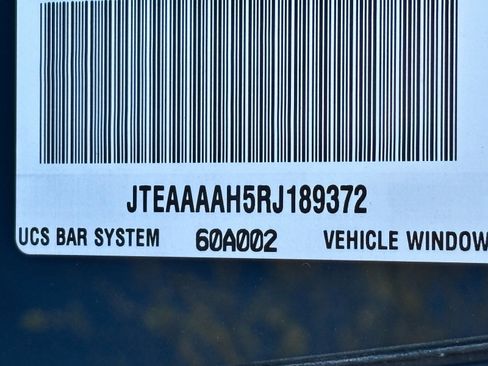 JTEAAAAH5RJ189372
UCS BAR SYSTEM 60A002 VEHICLE WINDOW